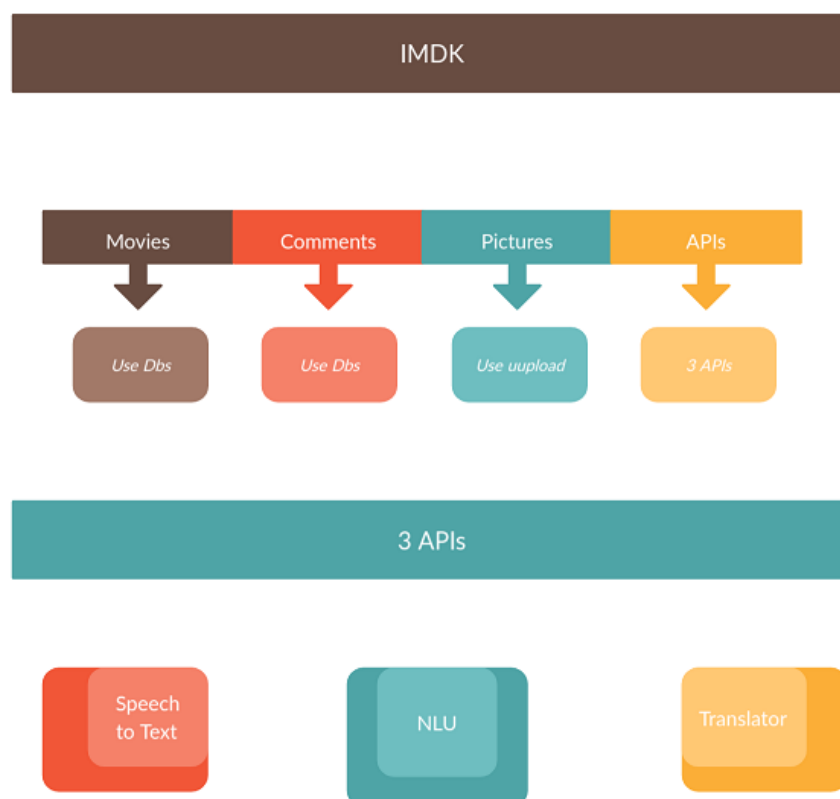 IMDK
Movies Comments Pictures APIs
Use Dbs Use Dbs Use uupload 3 APIs
3 APIs
Speech
to Text
NLU
Translator